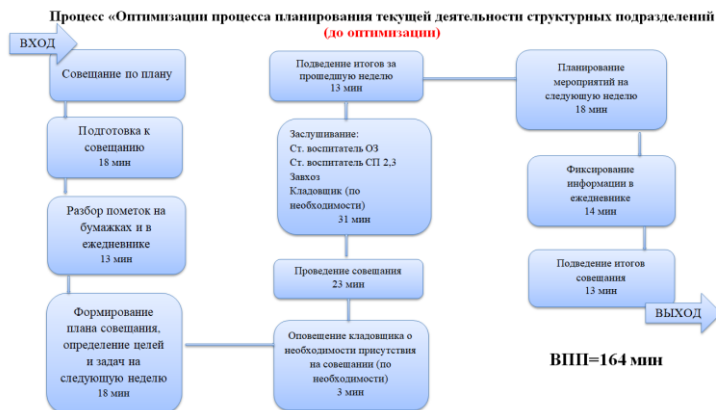 Процесс «Оптимизации процесса планирования текущей деятельности структурных подразделений
(до оптимизации)
ВХОД
Совещание по плану
Подготовка к
совещанию
18 мин
Разбор пометок на
бумажках и в
ежедневнике
13 мин
Формирование
плана совещания,
определение целей
и задач на
следующую неделю
18 мин
Оповещение кладовщика о
необходимости присутствия
на совещании (по
необходимости)
3 мин
Проведение совещания
23 мин
Заслушивание:
Ст. воспитатель ОЗ
Ст. воспитатель СП 2,3
Завхоз
Кладовщик (по
необходимости)
31 мин
Подведение итогов за
прошедшую неделю
13 мин
Планирование
мероприятий на
следующую неделю
18 мин
Фиксирование
информации в
ежедневнике
14 мин
Подведение итогов
совещания
13 мин
ВЫХОД
ВПП=164 мин